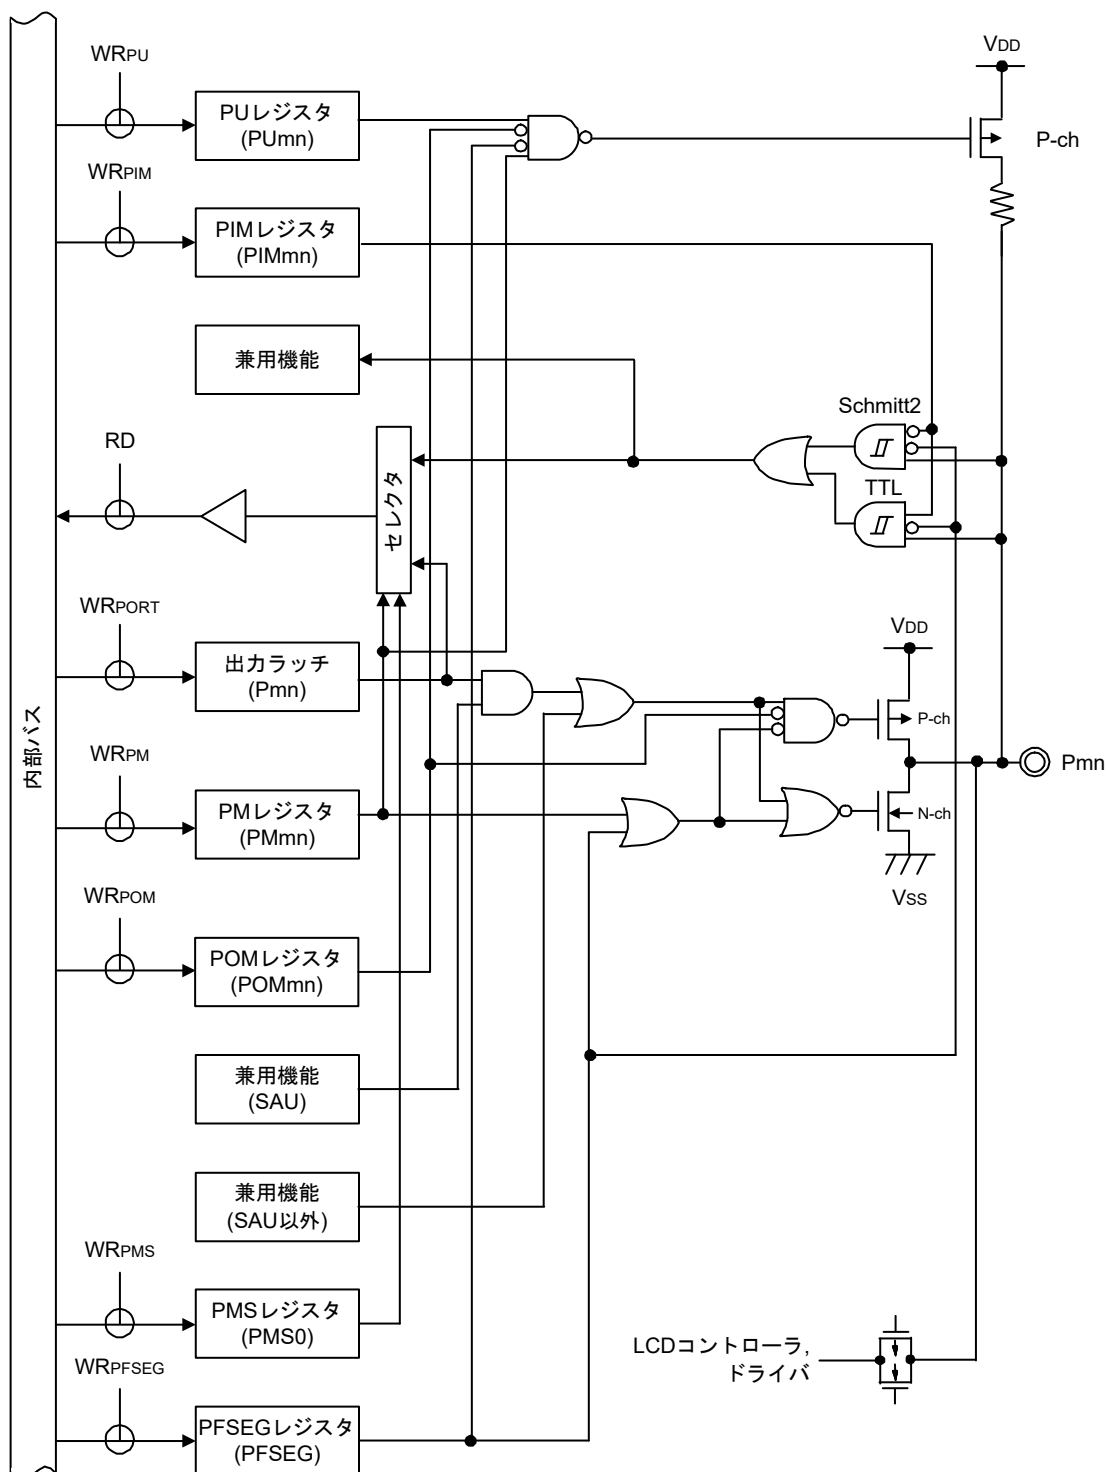 WRPU
PUレジスタ
(PUmn)
VDD
P-ch
WRPIM
PIMレジスタ
(PIMmn)
兼用機能
Schmitt2
RD
セレクタ
TTL
WRPORT
出力ラッチ
(Pmn)
VDD
P-ch
内部バス
WRPM
Pmn
PMレジスタ
(PMmn)
N-ch
WRPOM
VSS
POMレジスタ
(POMmn)
兼用機能
(SAU)
兼用機能
(SAU以外)
WRPMS
PMSレジスタ
(PMS0)
LCDコントローラ,
ドライバ
WRPFSEG
PFSEGレジスタ
(PFSEG)